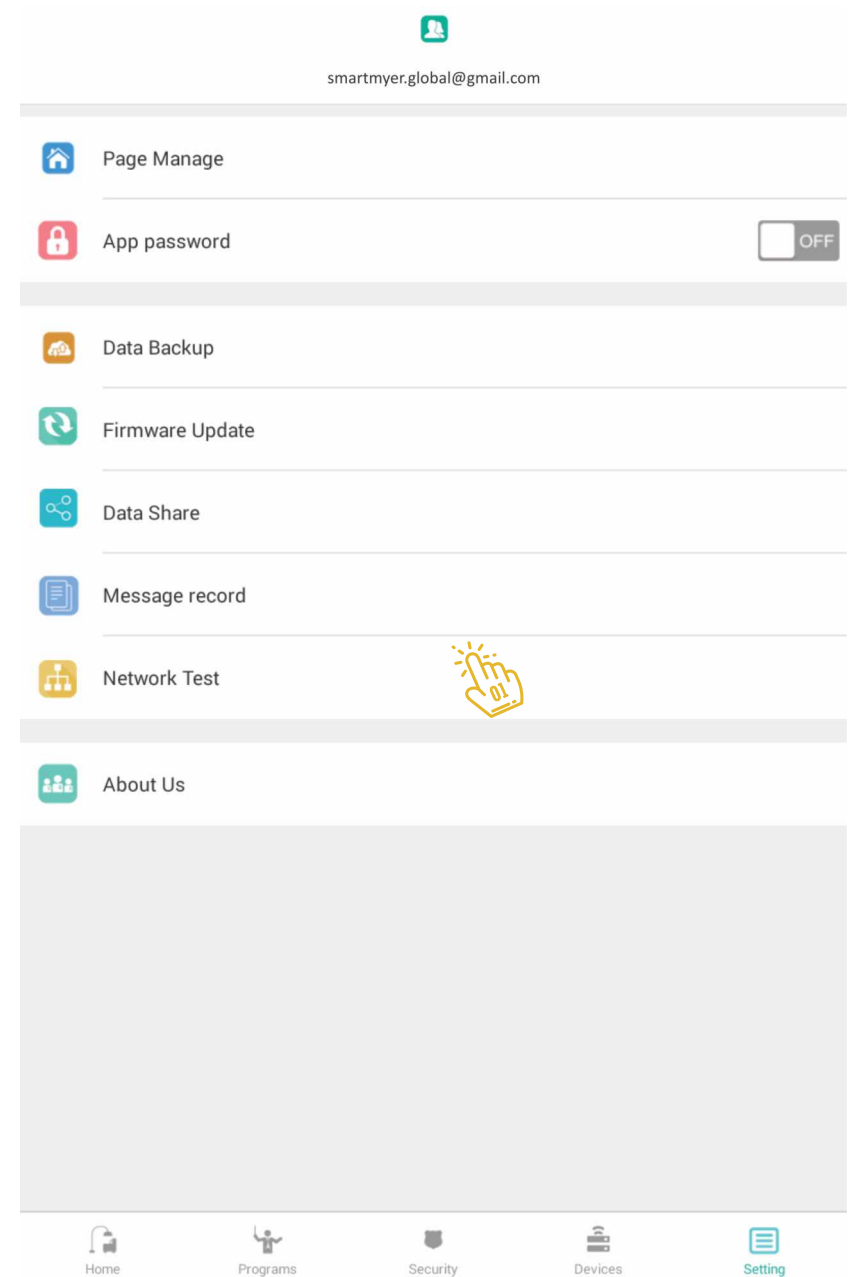 smartmyer.global@gmail.com
Page Manage
App password
OFF
Data Backup
Firmware Update
Data Share
Message record
Network Test
01
About Us
Home
Programs
Security
Devices
Setting